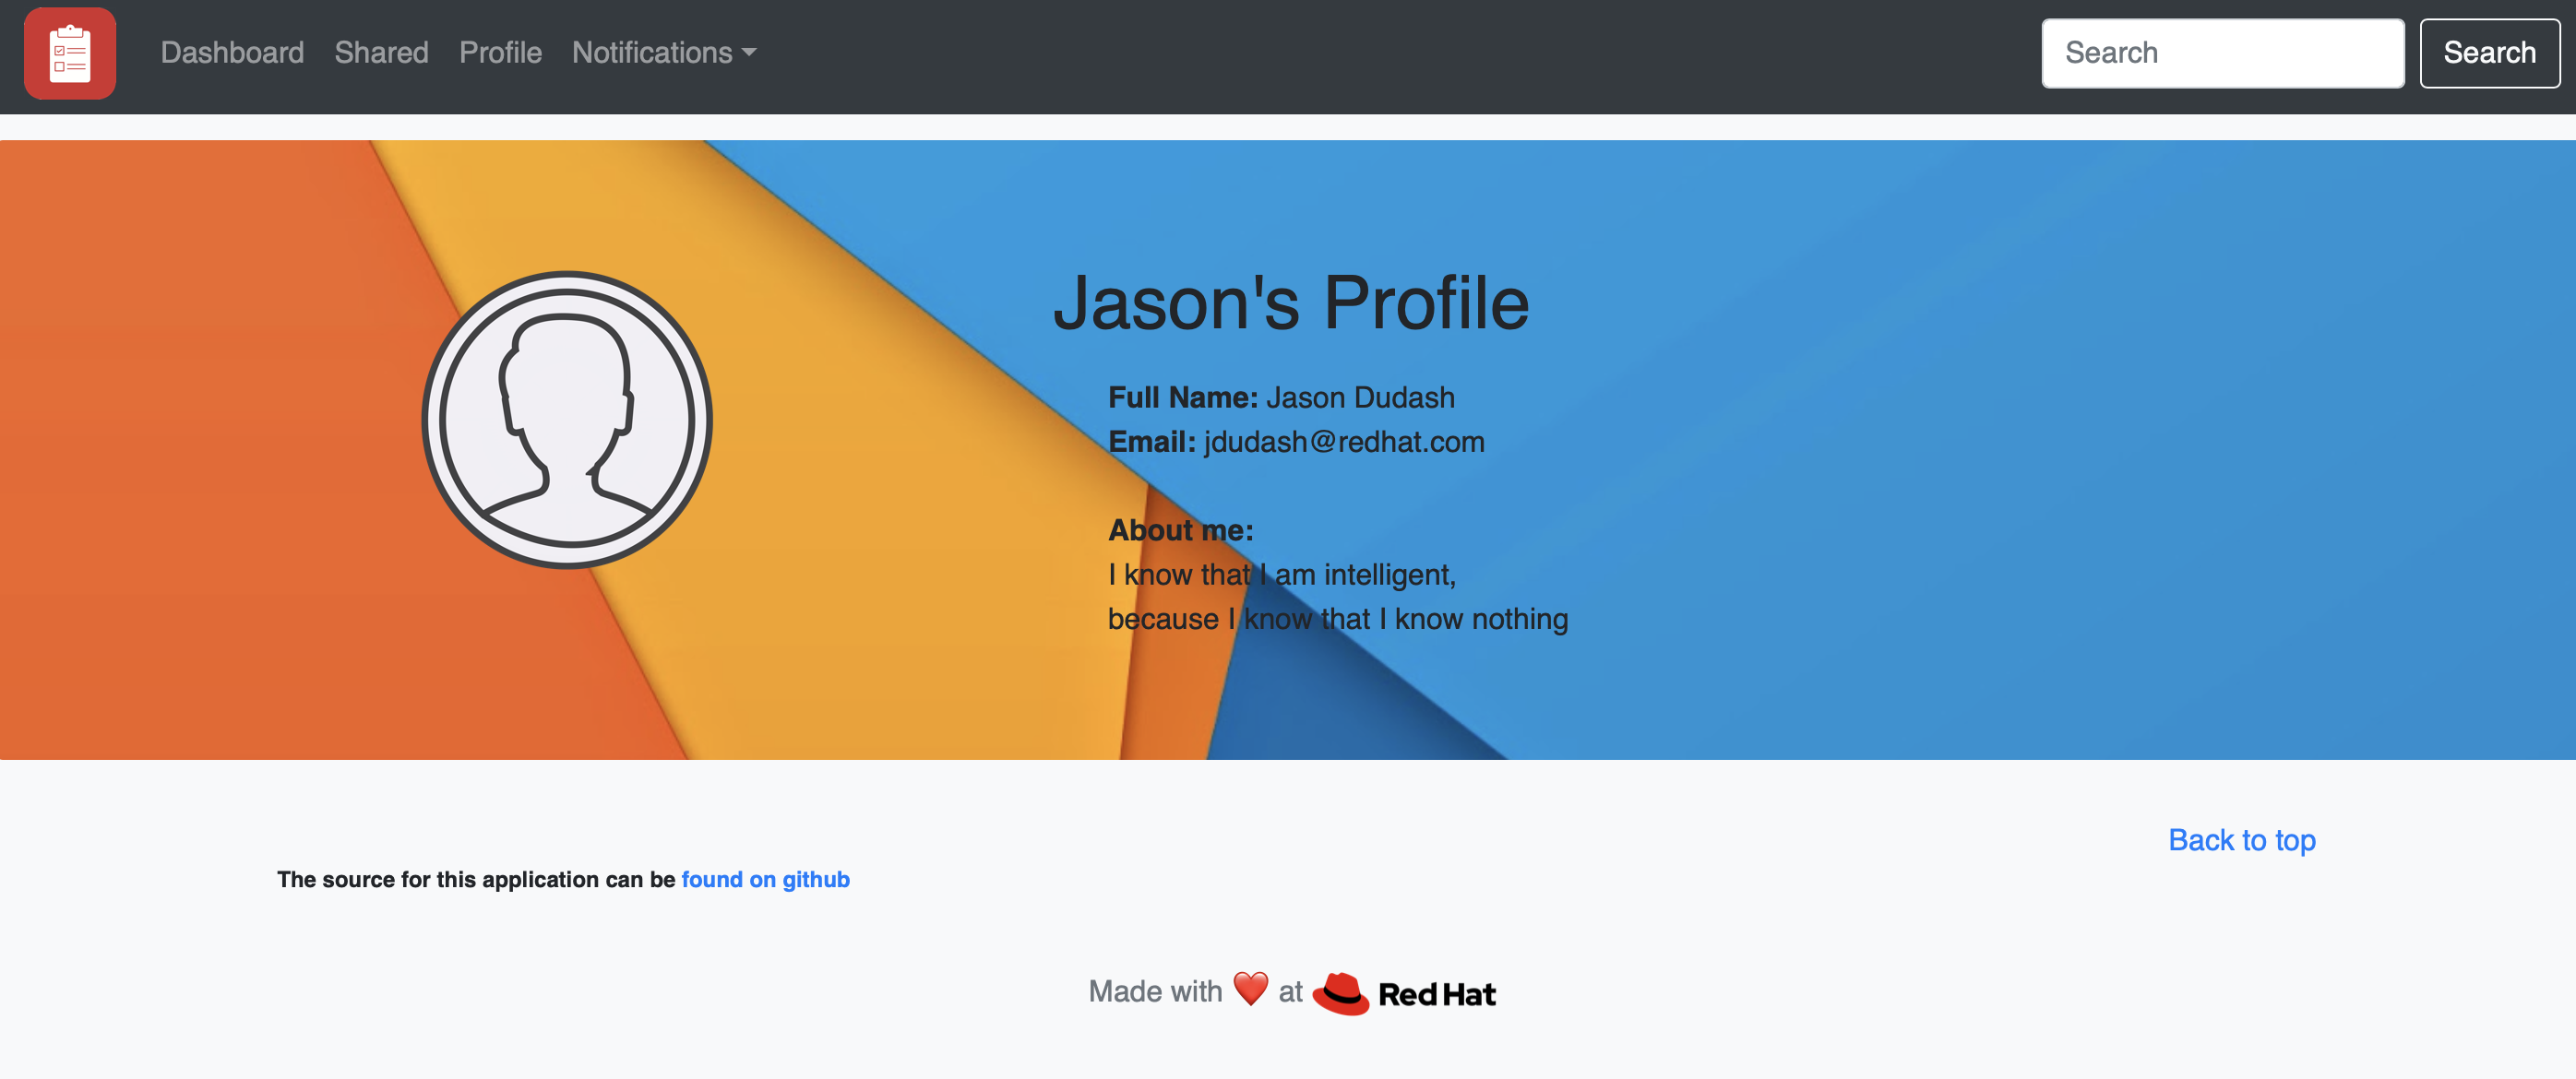 Dashboard Shared Profile Notifications Search Search
Jason's Profile
Full Name: Jason Dudash
Email: jdudash@redhat.com
About me:
I know that I am intelligent,
because I know that I know nothing
Back to top
The source for this application can be found on github
Made with ❤️ at Red Hat